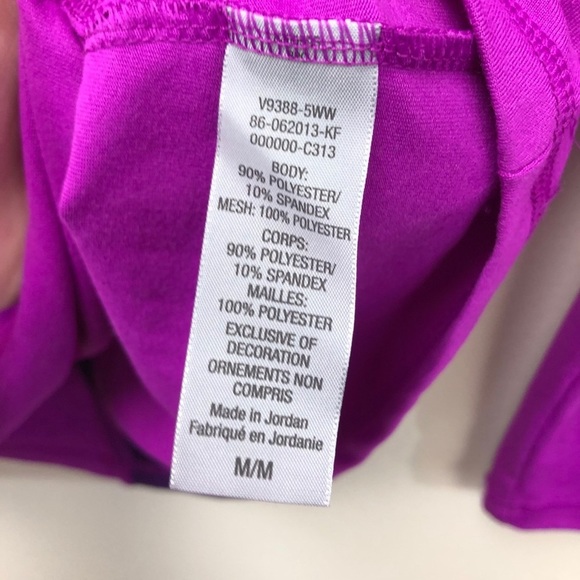 V9388-5WW
86-062013-KF
000000-C313
BODY:
90% POLYESTER/
10% SPANDEX
MESH: 100% POLYESTER
CORPS:
90% POLYESTER/
10% SPANDEX
MAILLES:
100% POLYESTER
EXCLUSIVE OF
DECORATION
ORNEMENTS NON
COMPRIS
Made in Jordan
Fabriqué en Jordanie
M/M